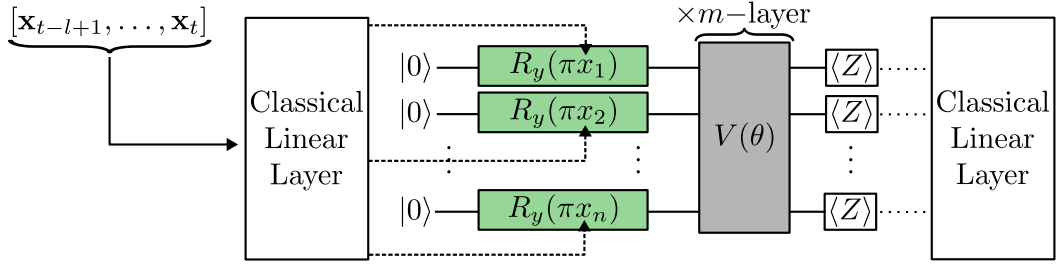 [x_{t−l+1}, . . . , x_t]
×m−layer
Classical
Linear
Layer
|0⟩ R_y(πx_1) ⟨Z⟩
|0⟩ R_y(πx_2) ⟨Z⟩
V(θ)
|0⟩ R_y(πx_n) ⟨Z⟩
Classical
Linear
Layer